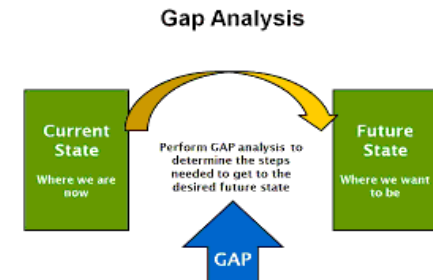 Gap Analysis
Current
State
Where we are
now
Perform GAP analysis to
determine the steps
needed to get to the
desired future state
Future
State
Where we want
to be
GAP